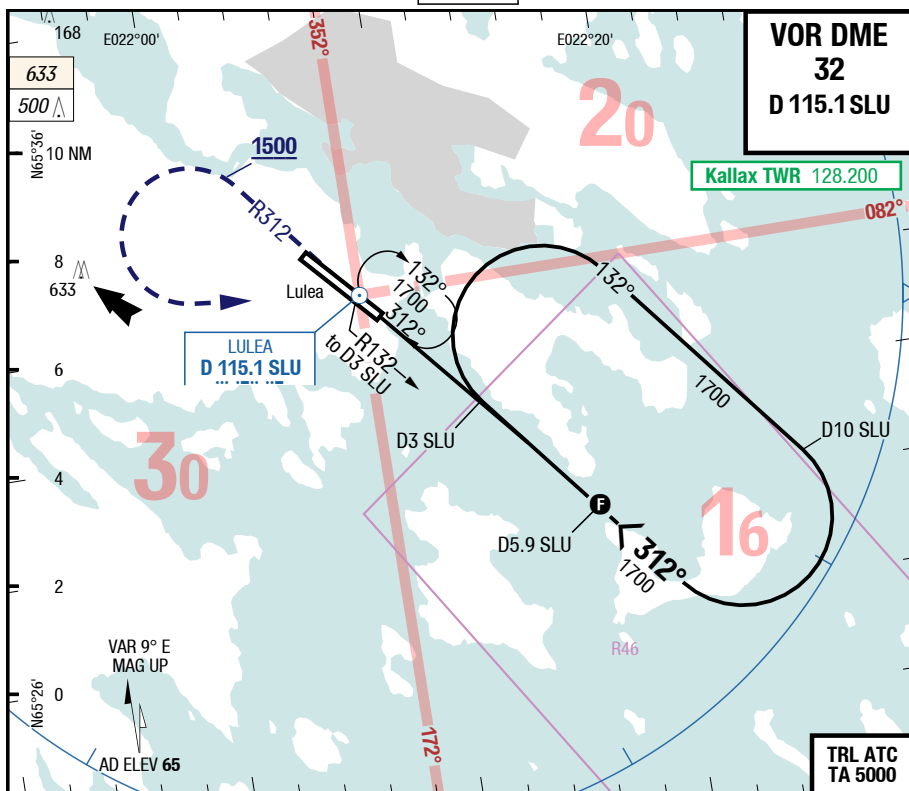 168
E022°00'
352°
E022°20'
VOR DME
32
D 115.1 SLU
633
500
20
N65°36'
10 NM
1500
Kallax TWR 128.200
R312
082°
8
633
Lulea
132°
1700
312°
132°
R132
to D3 SLU
LULEA
D 115.1 SLU
6
1700
D3 SLU
D10 SLU
30
4
16
D5.9 SLU
312°
1700
2
R46
VAR 9° E
MAG UP
N65°26'
0
172°
AD ELEV 65
TRL ATC
TA 5000